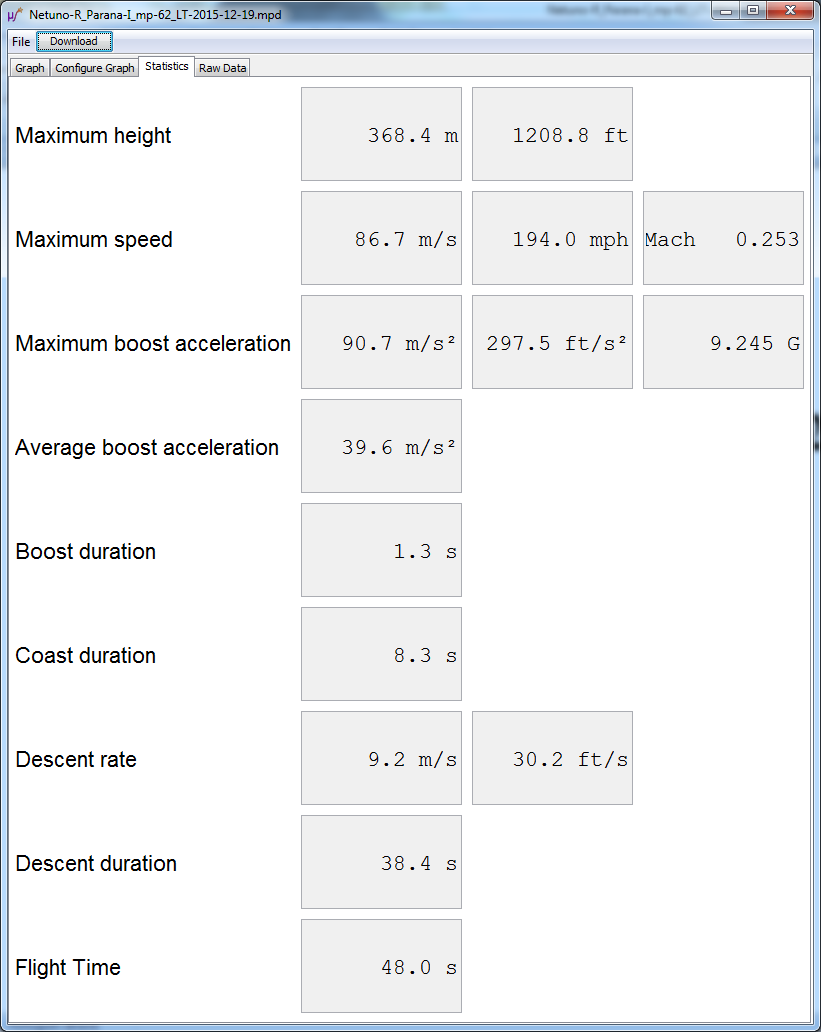 Netuno-R_Parana-I_mp-62_LT-2015-12-19.mpd
File Download
Graph Configure Graph Statistics Raw Data
Maximum height 368.4 m 1208.8 ft
Maximum speed 86.7 m/s 194.0 mph Mach 0.253
Maximum boost acceleration 90.7 m/s² 297.5 ft/s² 9.245 G
Average boost acceleration 39.6 m/s²
Boost duration 1.3 s
Coast duration 8.3 s
Descent rate 9.2 m/s 30.2 ft/s
Descent duration 38.4 s
Flight Time 48.0 s